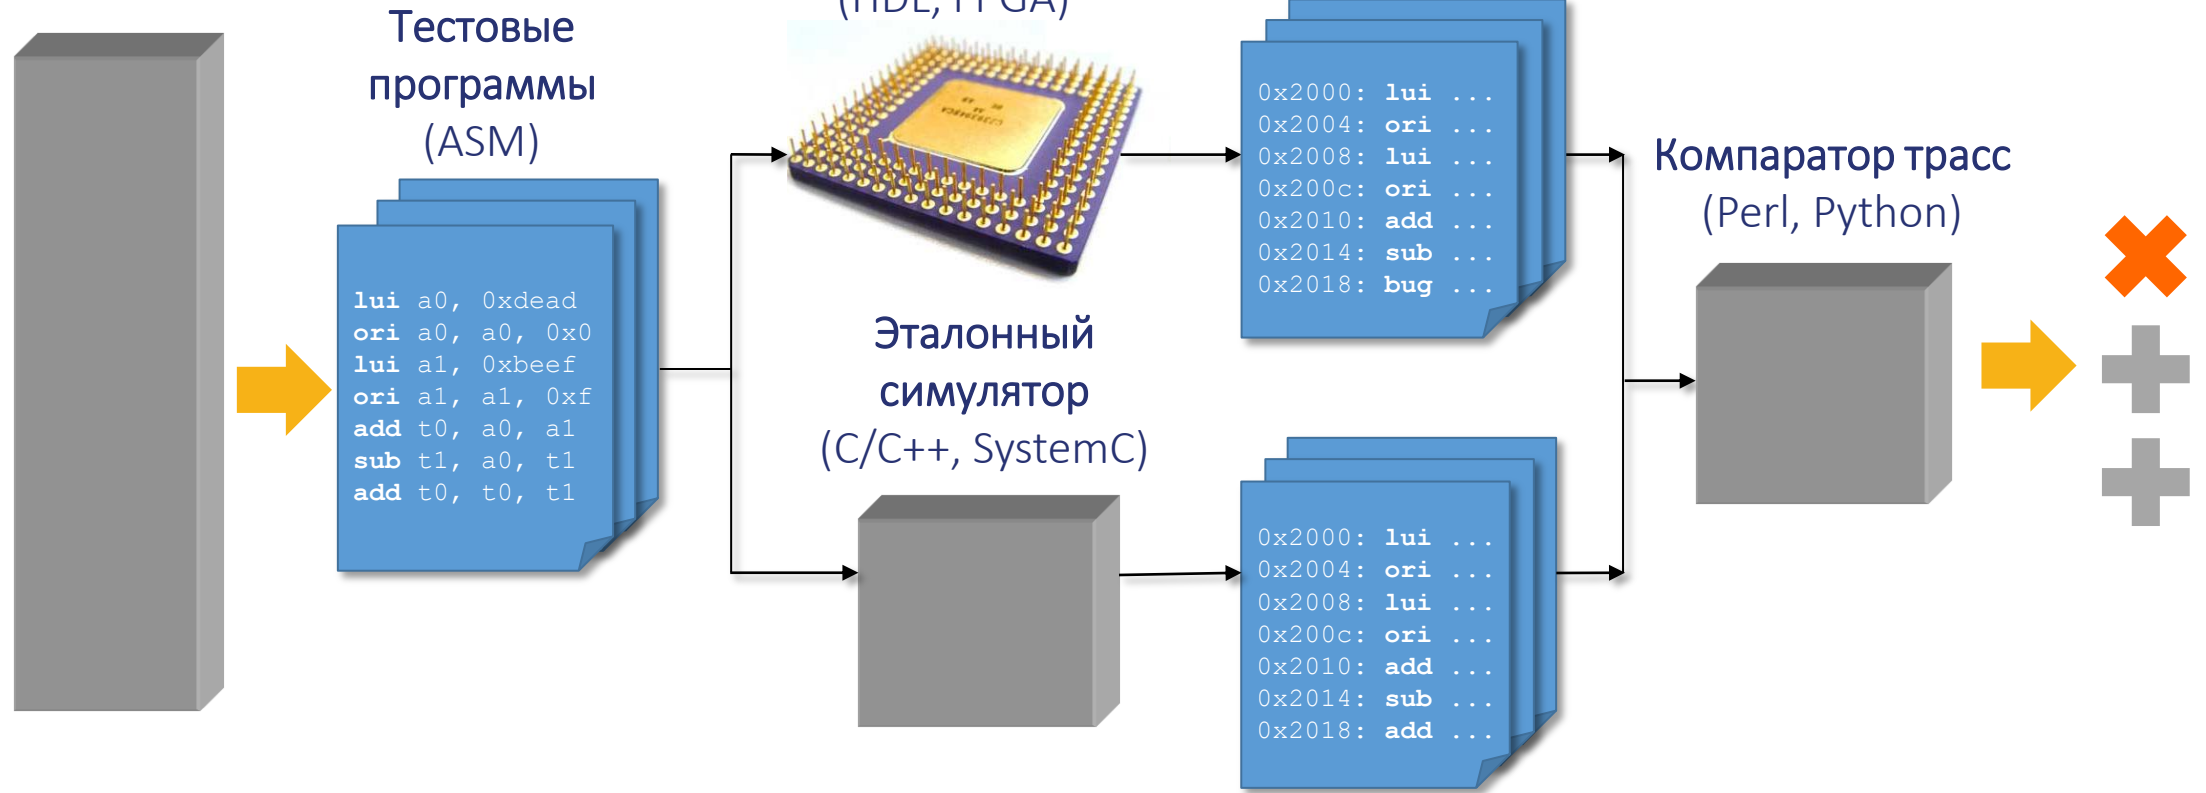 Тестовые
программы
(ASM)
lui a0, 0xdead
ori a0, a0, 0x0
lui a1, 0xbeef
ori a1, a1, 0xf
add t0, a0, a1
sub t1, a0, t1
add t0, t0, t1
(HDL, FPGA)
Эталонный
симулятор
(C/C++, SystemC)
0x2000: lui ...
0x2004: ori ...
0x2008: lui ...
0x200c: ori ...
0x2010: add ...
0x2014: sub ...
0x2018: bug ...
0x2000: lui ...
0x2004: ori ...
0x2008: lui ...
0x200c: ori ...
0x2010: add ...
0x2014: sub ...
0x2018: add ...
Компаратор трасс
(Perl, Python)